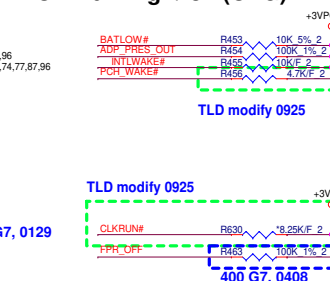 +3VP
BATLOW# R453 10K_5%_2
,96 ADP_PRES_OUT R454 100K_1%_2
,74,77,87,96 INTLWAKE# R455 10K/F_2
PCH_WAKE# R456 4.7K/F_2
TLD modify 0925
TLD modify 0925
+3V
G7, 0129 CLKRUN# R630 *8.25K/F_2
FPR_OFF R463 100K_1%_2
400 G7, 0408